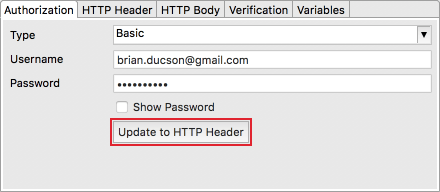 Authorization HTTP Header HTTP Body Verification Variables
Type Basic
Username brian.ducson@gmail.com
Password ••••••••••
Show Password
Update to HTTP Header